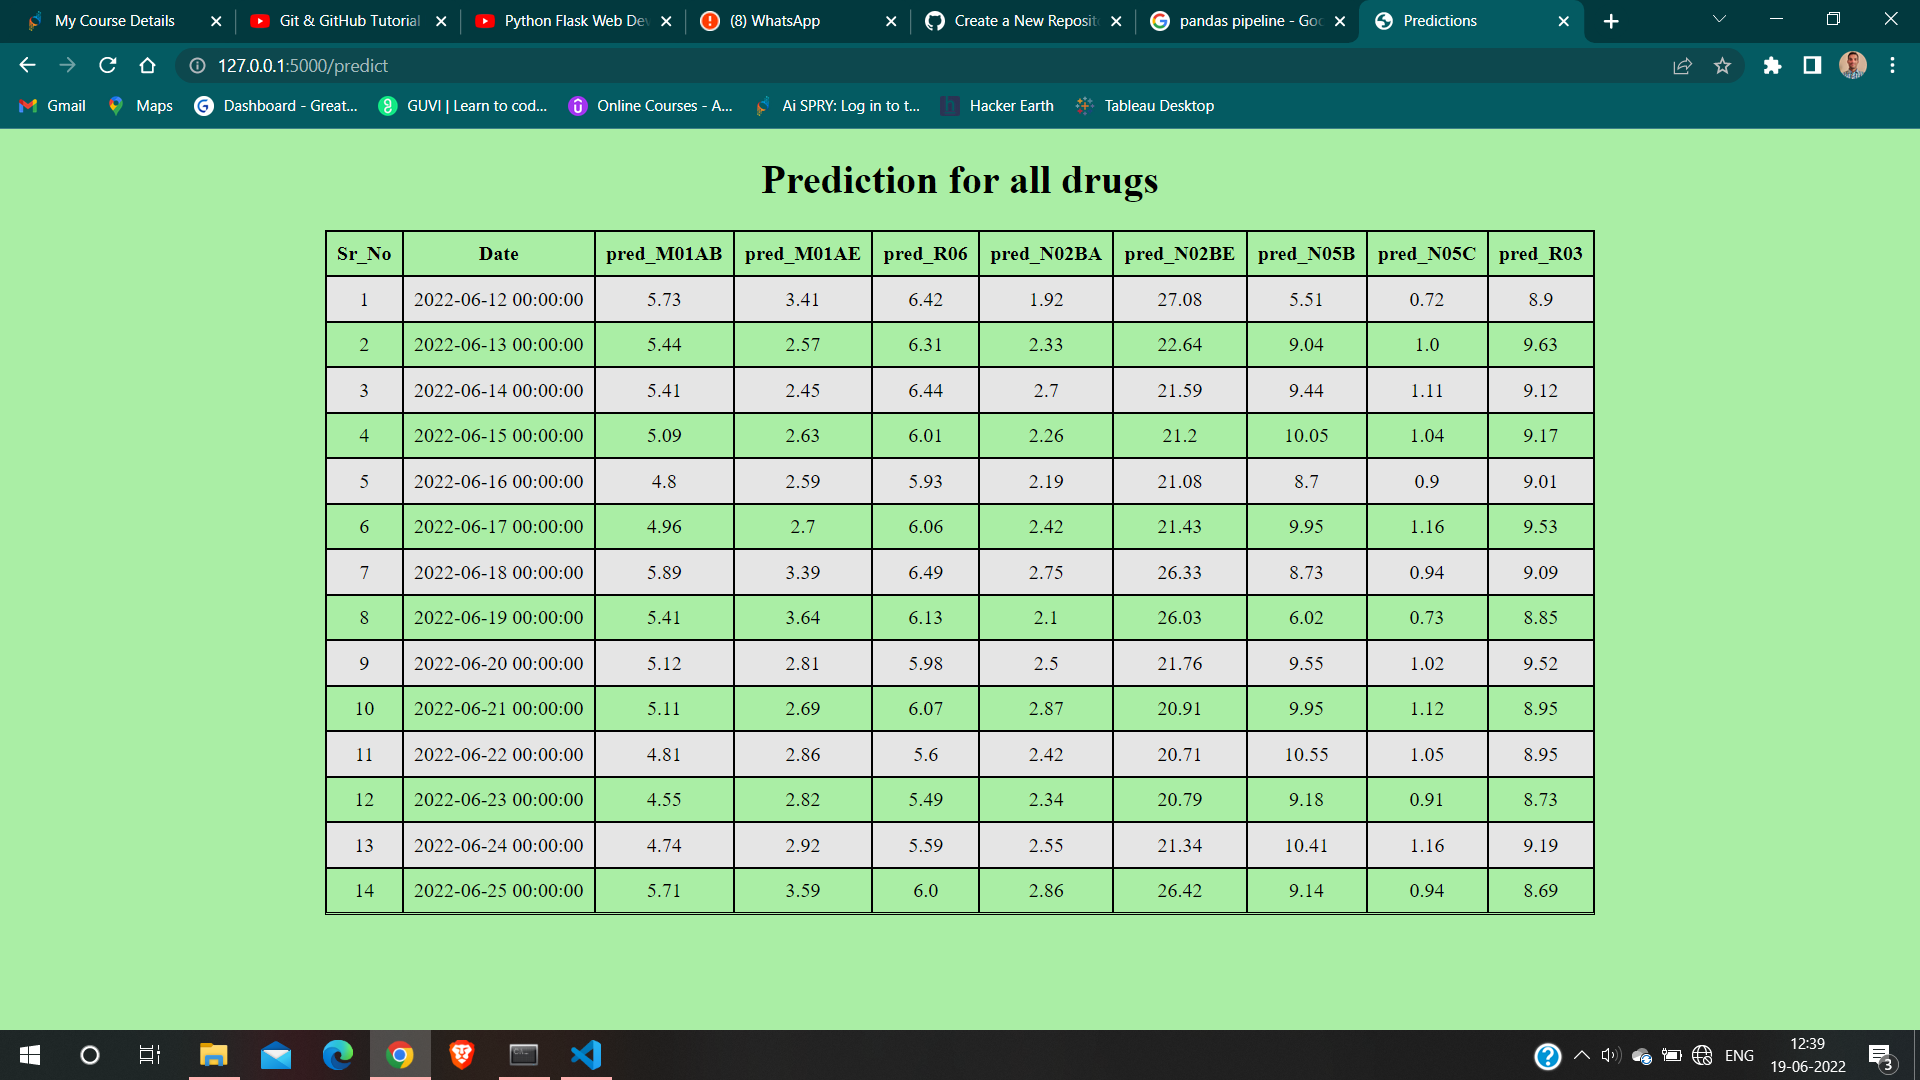 My Course Details
Git & GitHub Tutorial
Python Flask Web Dev
(8) WhatsApp
Create a New Reposito
pandas pipeline - Goo
Predictions
127.0.0.1:5000/predict
Gmail
Maps
Dashboard - Great...
GUVI | Learn to cod...
Online Courses - A...
Ai SPRY: Log in to t...
Hacker Earth
Tableau Desktop
Prediction for all drugs
Sr_No Date pred_M01AB pred_M01AE pred_R06 pred_N02BA pred_N02BE pred_N05B pred_N05C pred_R03
1 2022-06-12 00:00:00 5.73 3.41 6.42 1.92 27.08 5.51 0.72 8.9
2 2022-06-13 00:00:00 5.44 2.57 6.31 2.33 22.64 9.04 1.0 9.63
3 2022-06-14 00:00:00 5.41 2.45 6.44 2.7 21.59 9.44 1.11 9.12
4 2022-06-15 00:00:00 5.09 2.63 6.01 2.26 21.2 10.05 1.04 9.17
5 2022-06-16 00:00:00 4.8 2.59 5.93 2.19 21.08 8.7 0.9 9.01
6 2022-06-17 00:00:00 4.96 2.7 6.06 2.42 21.43 9.95 1.16 9.53
7 2022-06-18 00:00:00 5.89 3.39 6.49 2.75 26.33 8.73 0.94 9.09
8 2022-06-19 00:00:00 5.41 3.64 6.13 2.1 26.03 6.02 0.73 8.85
9 2022-06-20 00:00:00 5.12 2.81 5.98 2.5 21.76 9.55 1.02 9.52
10 2022-06-21 00:00:00 5.11 2.69 6.07 2.87 20.91 9.95 1.12 8.95
11 2022-06-22 00:00:00 4.81 2.86 5.6 2.42 20.71 10.55 1.05 8.95
12 2022-06-23 00:00:00 4.55 2.82 5.49 2.34 20.79 9.18 0.91 8.73
13 2022-06-24 00:00:00 4.74 2.92 5.59 2.55 21.34 10.41 1.16 9.19
14 2022-06-25 00:00:00 5.71 3.59 6.0 2.86 26.42 9.14 0.94 8.69
ENG
12:39
19-06-2022
3